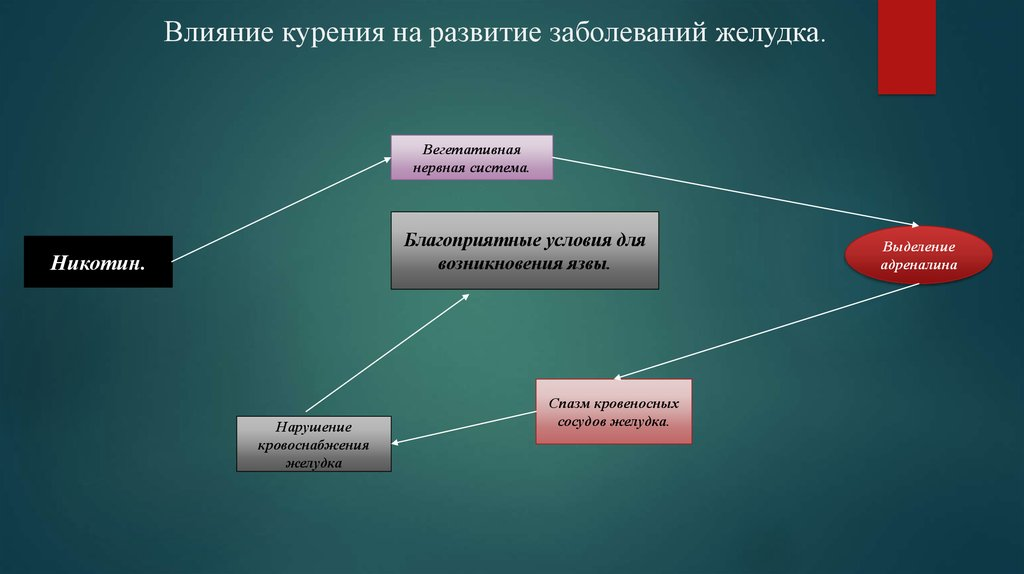 Влияние курения на развитие заболеваний желудка.
Вегетативная
нервная система.
Благоприятные условия для
возникновения язвы.
Никотин.
Выделение
адреналина
Спазм кровеносных
сосудов желудка.
Нарушение
кровоснабжения
желудка